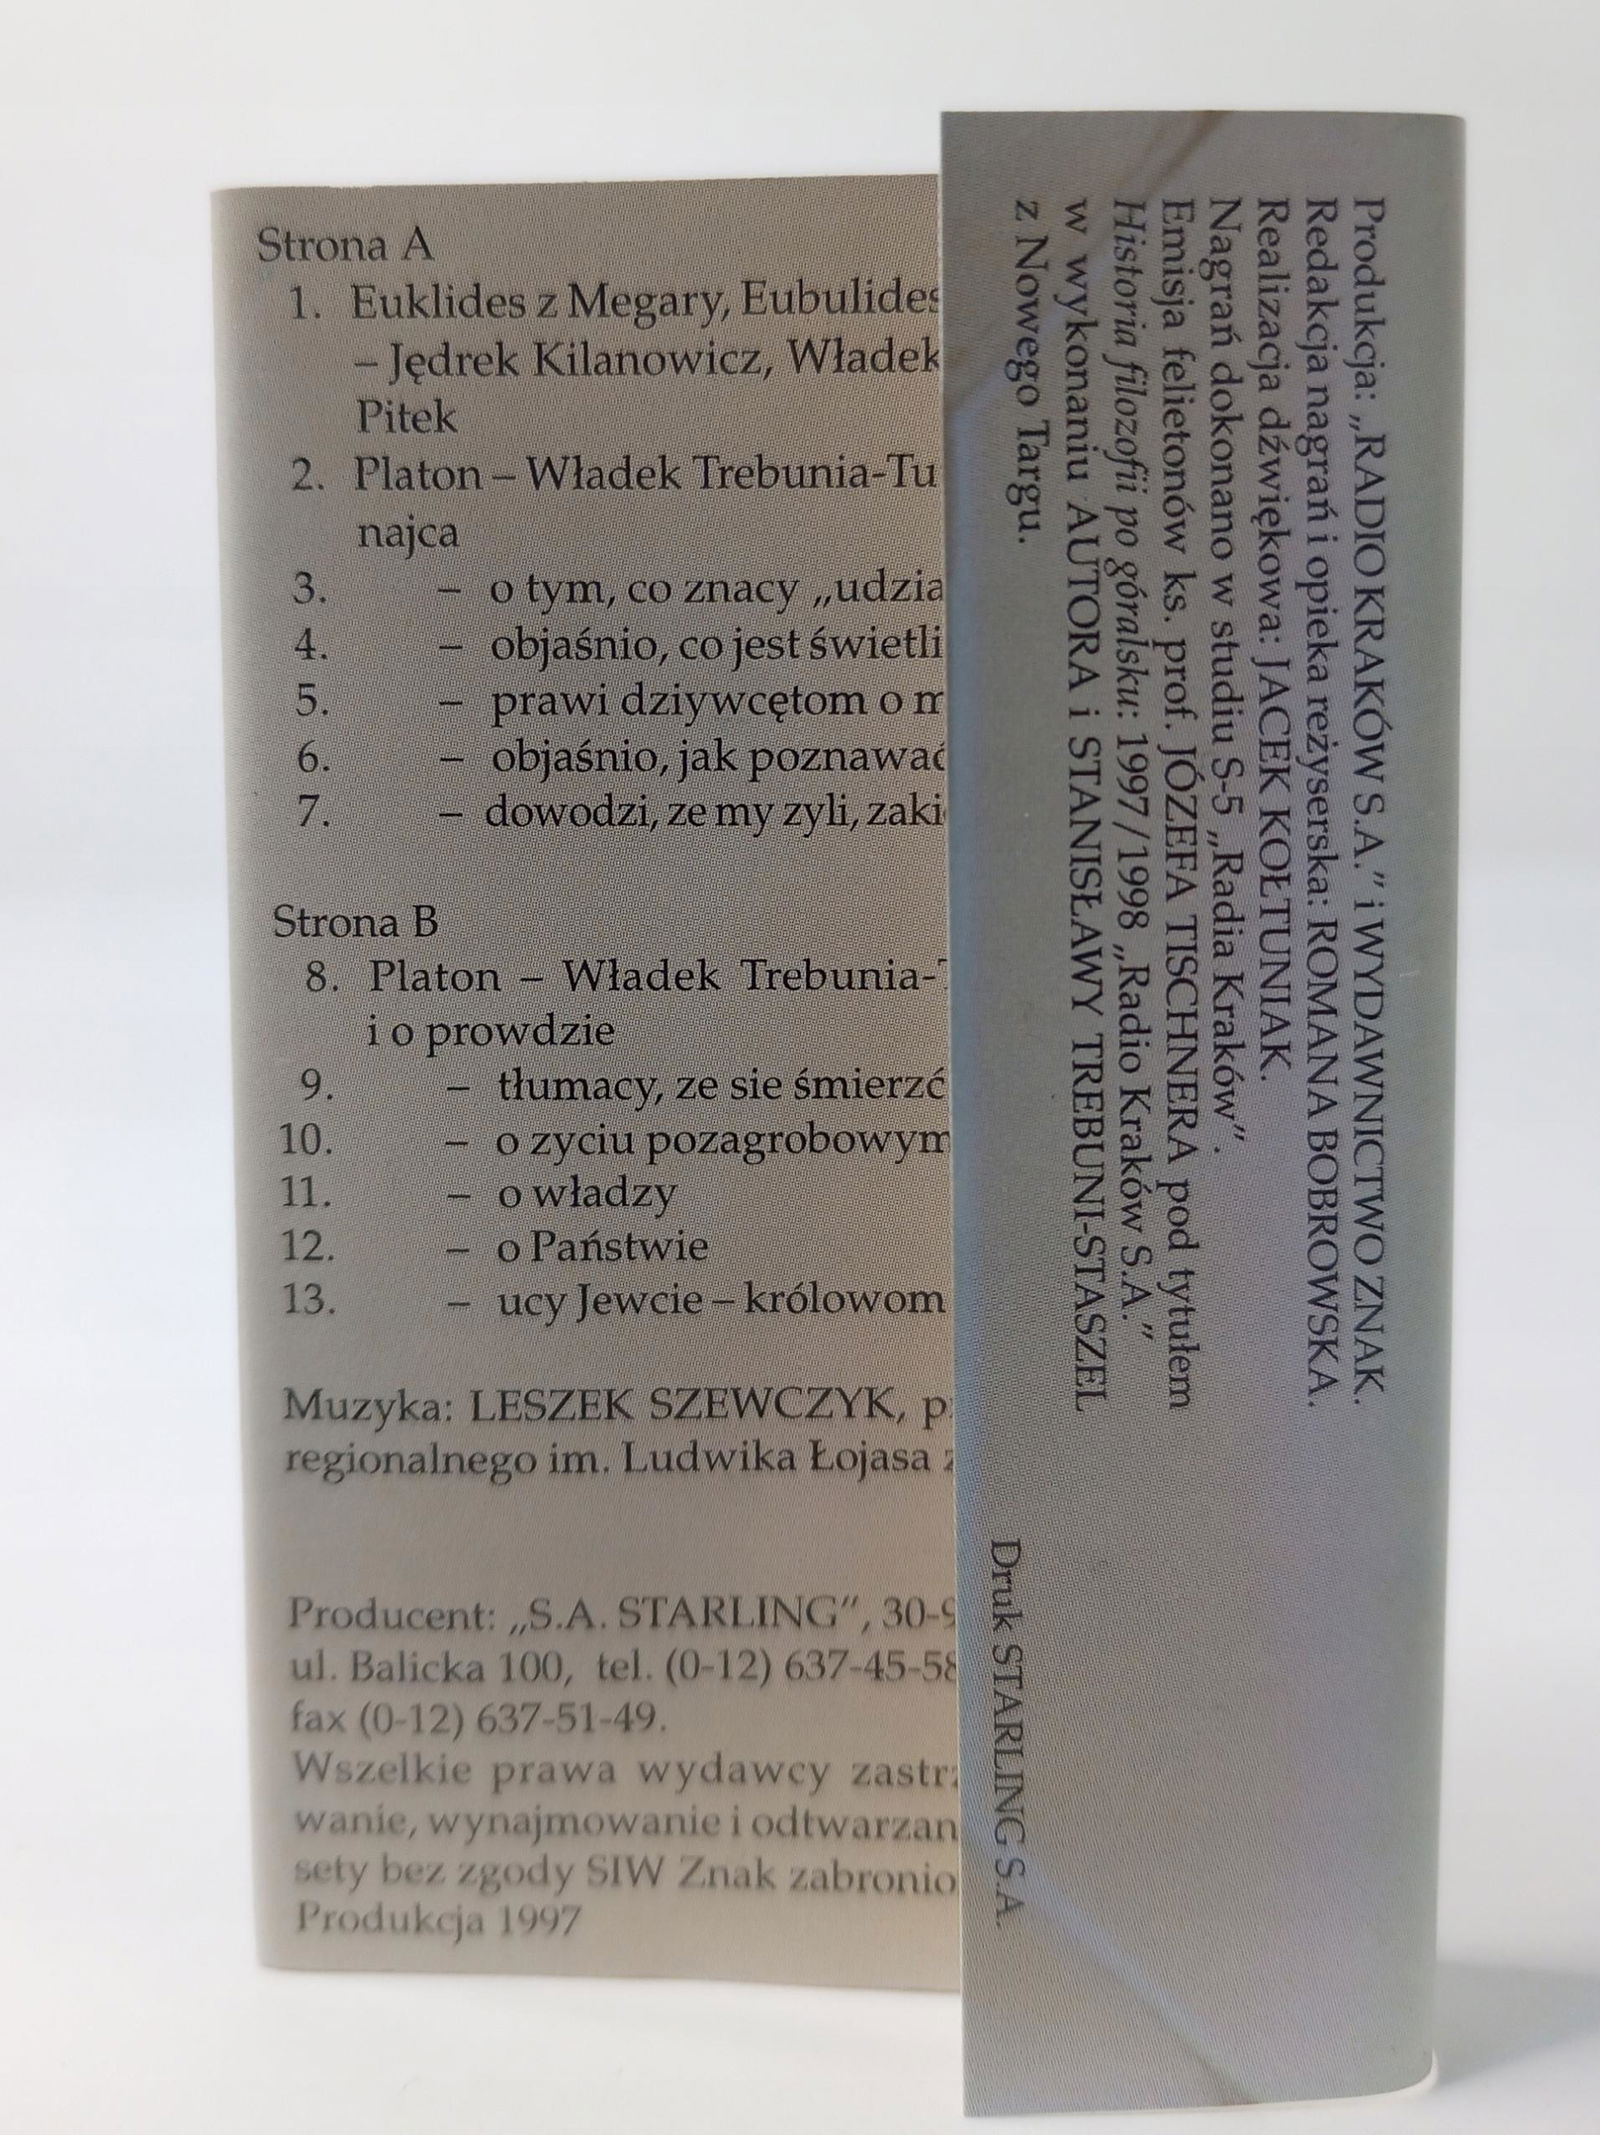 Strona A
1. Euklides z Megary, Eubulides
– Jędrek Kilanowicz, Władek
Pitek
2. Platon – Władek Trebunia-Tu
najca
3. – o tym, co znacy „udzia
4. – objaśnio, co jest świetli
5. – prawi dziywcętom o
6. – objaśnio, jak poznawać
7. – dowodzi, ze my zyli, zaki
Strona B
8. Platon – Władek Trebunia-
i o prowdzie
9. – tłumacy, ze sie śmierzć
10. – o zyciu pozagrobowym
11. – o władzy
12. – o Państwie
13. – ucy Jewcie – królowom
Muzyka: LESZEK SZEWCZYK, p
regionalnego im. Ludwika Łojasa z
Producent: „S.A. STARLING”, 30-9
ul. Balicka 100, tel. (0-12) 637-45-58
fax (0-12) 637-51-49.
Wszelkie prawa wydawcy zastrz
wanie, wynajmowanie i odtwarzan
sety bez zgody SIW Znak zabronio
Produkcja 1997
Produkcja: „RADIO KRAKÓW S.A.” i WYDAWNICTWO ZNAK.
Redakcja nagrań i opieka reżyserska: ROMANA BOBROWSKA.
Realizacja dźwiękowa: JACEK KOŁTUNIAK.
Nagrań dokonano w studiu S-5 „Radia Kraków”.
Emisja felietonów ks. prof. JÓZEFA TISCHNERA pod tytułem
Historia filozofii po góralsku: 1997/1998 „Radio Kraków S.A.”
w wykonaniu AUTORA i STANISŁAWY TREBUNI-STASZEL
z Nowego Targu.
Druk STARLING S.A.